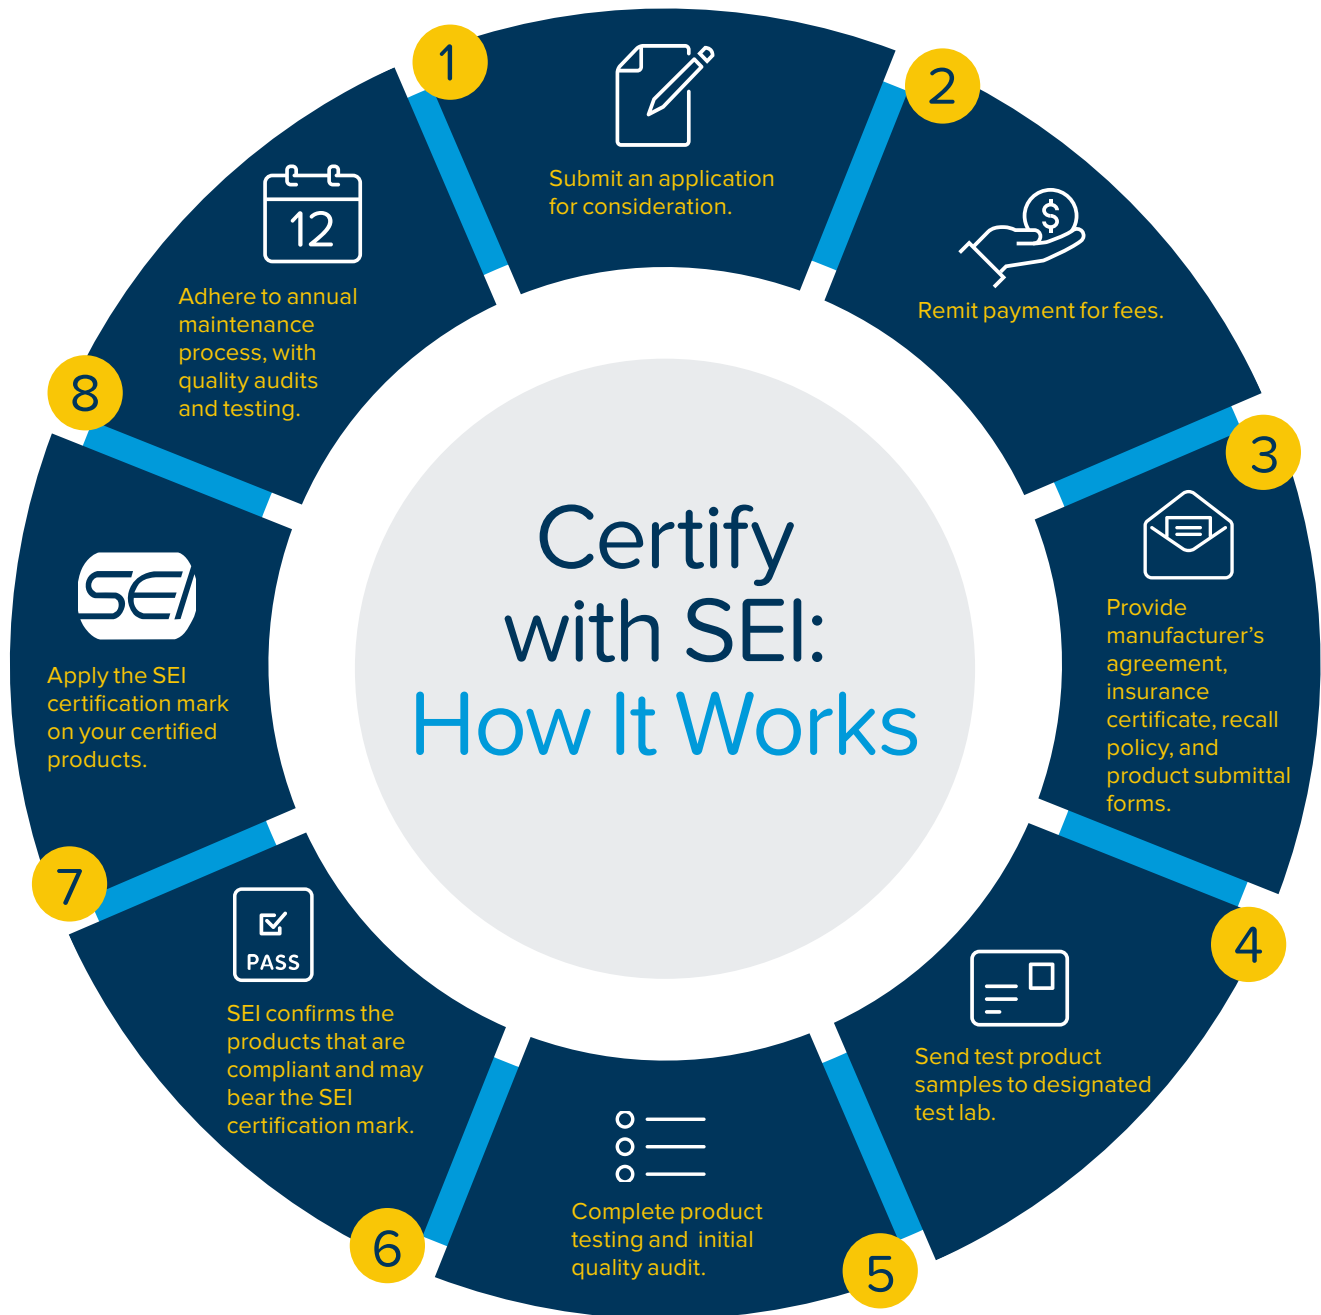 Certify
with SEI:
How It Works
1
Submit an application
for consideration.
2
$
Remit payment for fees.
3
Provide
manufacturer’s
agreement,
insurance
certificate, recall
policy, and
product submittal
forms.
4
Send test product
samples to designated
test lab.
5
Complete product
testing and initial
quality audit.
6
PASS
SEI confirms the
products that are
compliant and may
bear the SEI
certification mark.
7
SEI
Apply the SEI
certification mark
on your certified
products.
8
12
Adhere to annual
maintenance
process, with
quality audits
and testing.